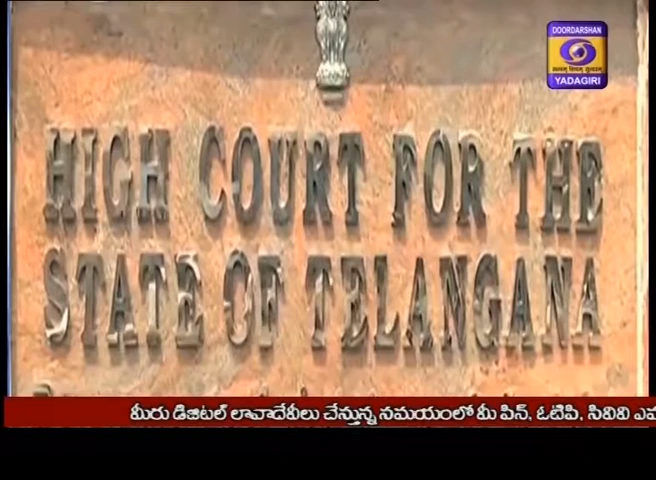 DOORDARSHAN
YADAGIRI
HIGH COURT FOR THE
STATE OF TELANGANA
మీరు డిజిటల్ లావాదేవీలు చేస్తున్న సమయంలో మీ పిన్, ఓటిపి, సివివి